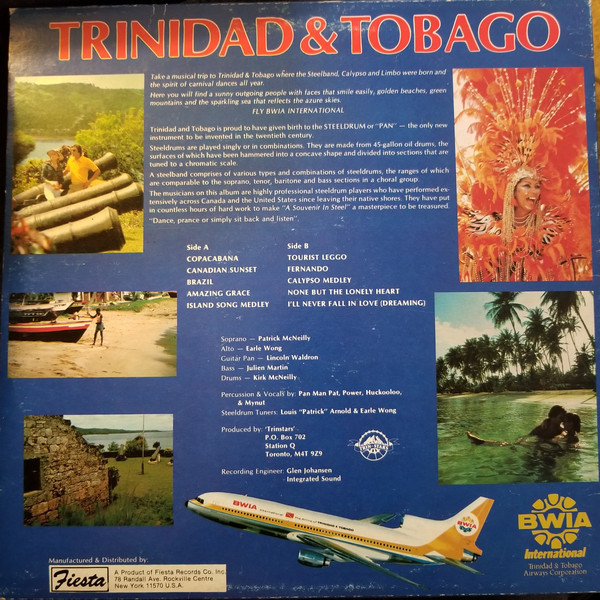 TRINIDAD & TOBAGO
Take a musical trip to Trinidad & Tobago where the Steelband, Calypso and Limbo were born and
the spirit of carnival dances all year.
Here you will find a sunny outgoing people with faces that smile easily, golden beaches, green
mountains and the sparkling sea that reflects the azure skies.
FLY BWIA INTERNATIONAL
Trinidad and Tobago is proud to have given birth to the STEELDRUM or "PAN" — the only new
instrument to be invented in the twentieth century.
Steeldrums are played singly or in combinations. They are made from 45-gallon oil drums, the
surfaces of which have been hammered into a concave shape and divided into sections that are
tuned to a chromatic scale.
A steelband comprises of various types and combinations of steeldrums, the ranges of which
are comparable to the soprano, tenor, baritone and bass sections in a choral group.
The musicians on this album are highly professional steeldrum players who have performed ex-
tensively across Canada and the United States since leaving their native shores. They have put
in countless hours of hard work to make "A Souvenir In Steel" a masterpiece to be treasured.
"Dance, prance or simply sit back and listen".
Side A
COPACABANA
CANADIAN SUNSET
BRAZIL
AMAZING GRACE
ISLAND SONG MEDLEY
Side B
TOURIST LEGGO
FERNANDO
CALYPSO MEDLEY
NONE BUT THE LONELY HEART
I'LL NEVER FALL IN LOVE (DREAMING)
Soprano — Patrick McNeilly
Alto — Earle Wong
Guitar Pan — Lincoln Waldron
Bass — Julien Martin
Drums — Kirk McNeilly
Percussion & Vocals by: Pan Man Pat, Power, Huckooloo,
& Mynut
Steeldrum Tuners: Louis "Patrick" Arnold & Earle Wong
Produced by: 'Trinstars'
P.O. Box 702
Station Q
Toronto, M4T 9Z9
TRIN-STARS
Recording Engineer: Glen Johansen
Integrated Sound
BWIA International
TRINIDAD & TOBAGO
BWIA
International
Trinidad & Tobago
Airways Corporation
Manufactured & Distributed by:
Fiesta
A Product of Fiesta Records Co. Inc.
78 Randall Ave. Rockville Centre
New York 11570 U.S.A.